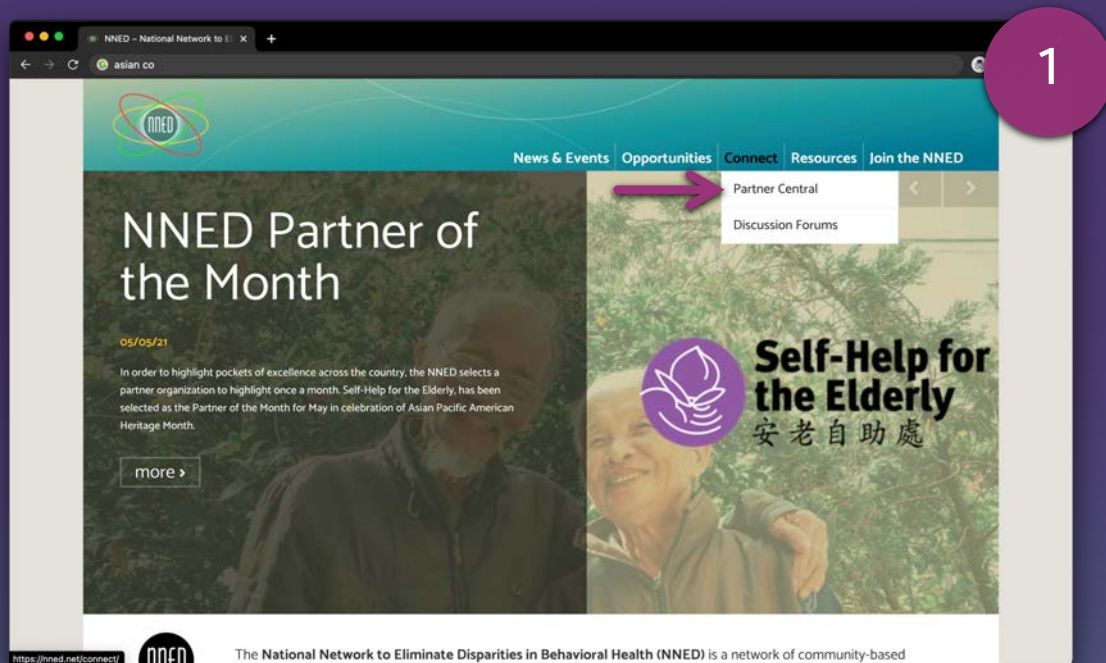 1
NNED – National Network to El
asian co
NNED
News & Events Opportunities Connect Resources Join the NNED
Partner Central
Discussion Forums
NNED Partner of
the Month
05/05/21
In order to highlight pockets of excellence across the country, the NNED selects a
partner organization to highlight once a month. Self-Help for the Elderly, has been
selected as the Partner of the Month for May in celebration of Asian Pacific American
Heritage Month.
more ›
Self-Help for
the Elderly
安老自助處
https://nned.net/connect/
NNED
The National Network to Eliminate Disparities in Behavioral Health (NNED) is a network of community-based